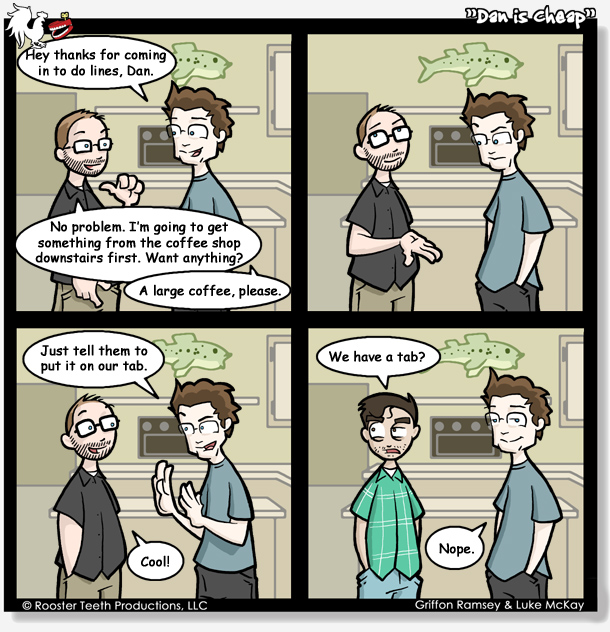 "Dan is Cheap"
Hey thanks for coming
in to do lines, Dan.
No problem. I'm going to get
something from the coffee shop
downstairs first. Want anything?
A large coffee, please.
Just tell them to
put it on our tab.
Cool!
We have a tab?
Nope.
© Rooster Teeth Productions, LLC
Griffon Ramsey & Luke McKay